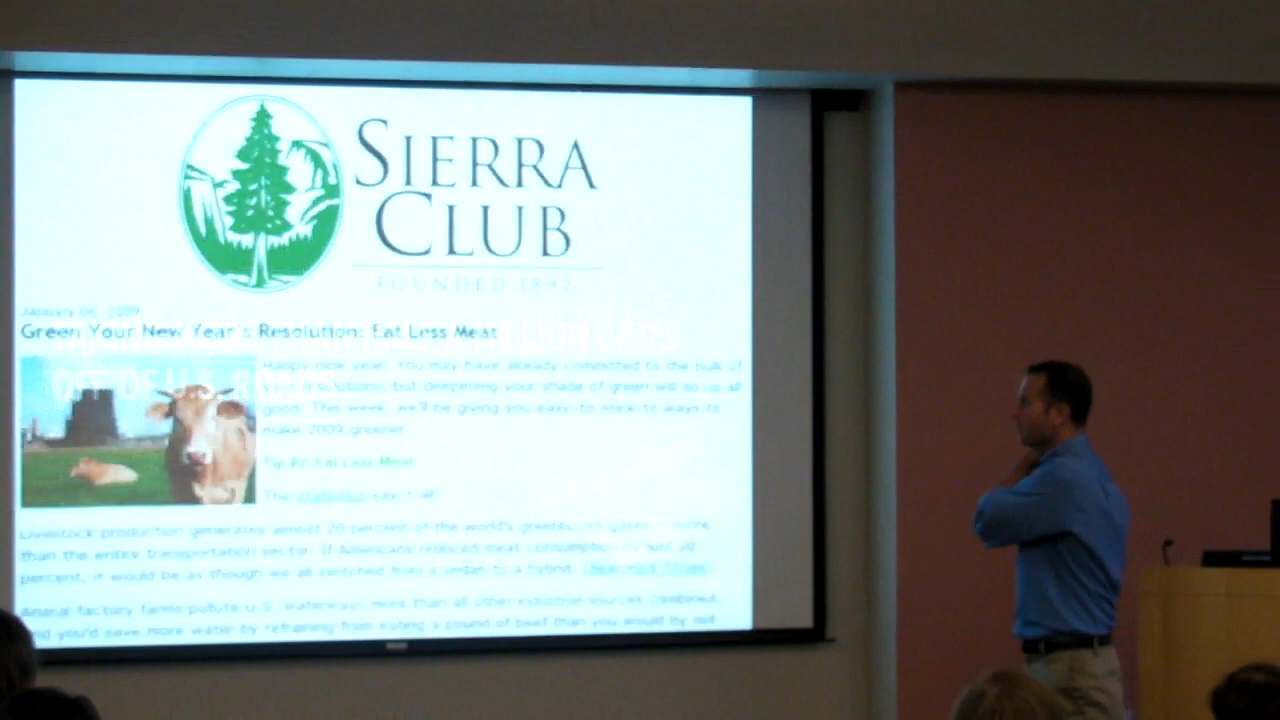 SIERRA
CLUB
FOUNDED 1892
January 06, 2009
Green Your New Year's Resolution: Eat Less Meat
OFF OF U.S. ROADS
Happy new year! You may have already committed to the bulk of
resolutions, but deepening your shade of green will do us all
good. This week, we'll be giving you easy to stick to ways to
make 2009 greener.
Tip #2: Eat Less Meat
The statistics say it all:
Livestock production generates almost 20 percent of the world's greenhouse gases – more
than the entire transportation sector. If Americans reduced meat consumption by just 20
percent, it would be as though we all switched from a sedan to a hybrid. (New York Times)
Animal factory farms pollute U.S. waterways more than all other industrial sources combined,
and you'd save more water by refraining from eating a pound of beef than you would by not